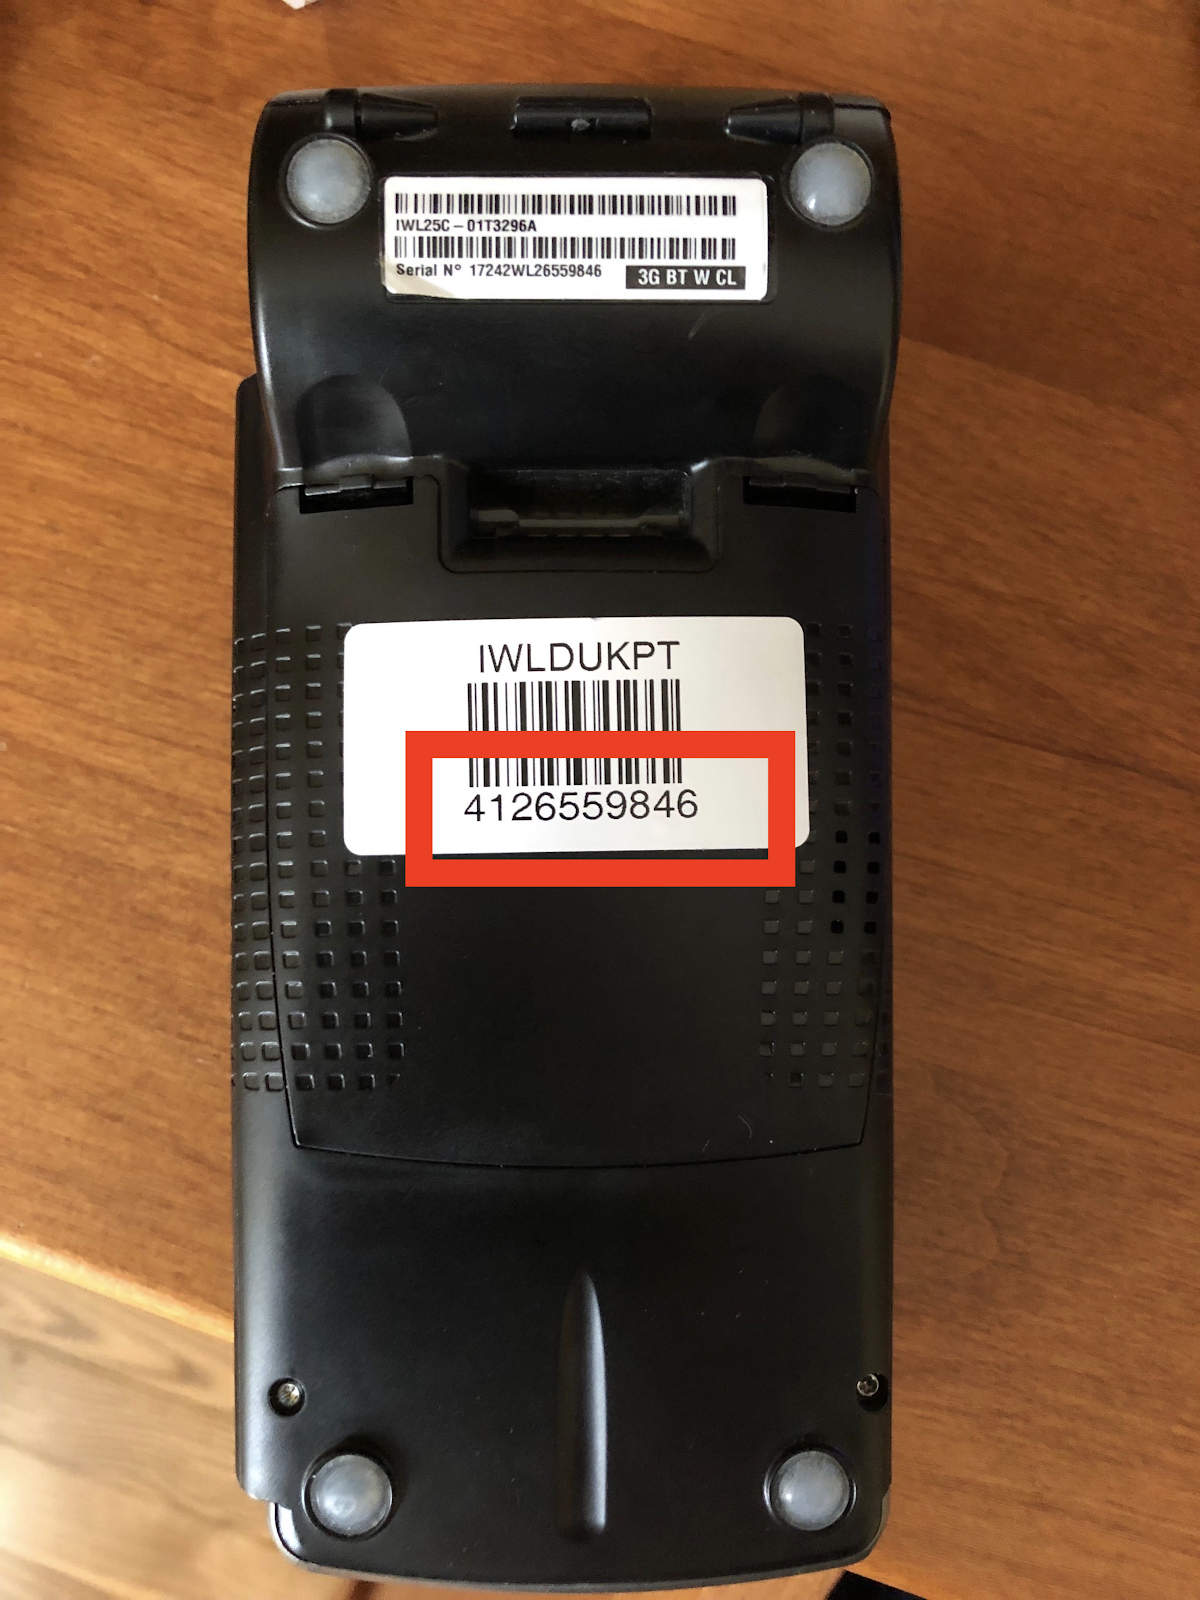 IWL25C-01T3296A
Serial N° 17242WL26559846 3G BT W CL
IWLDUKPT
4126559846